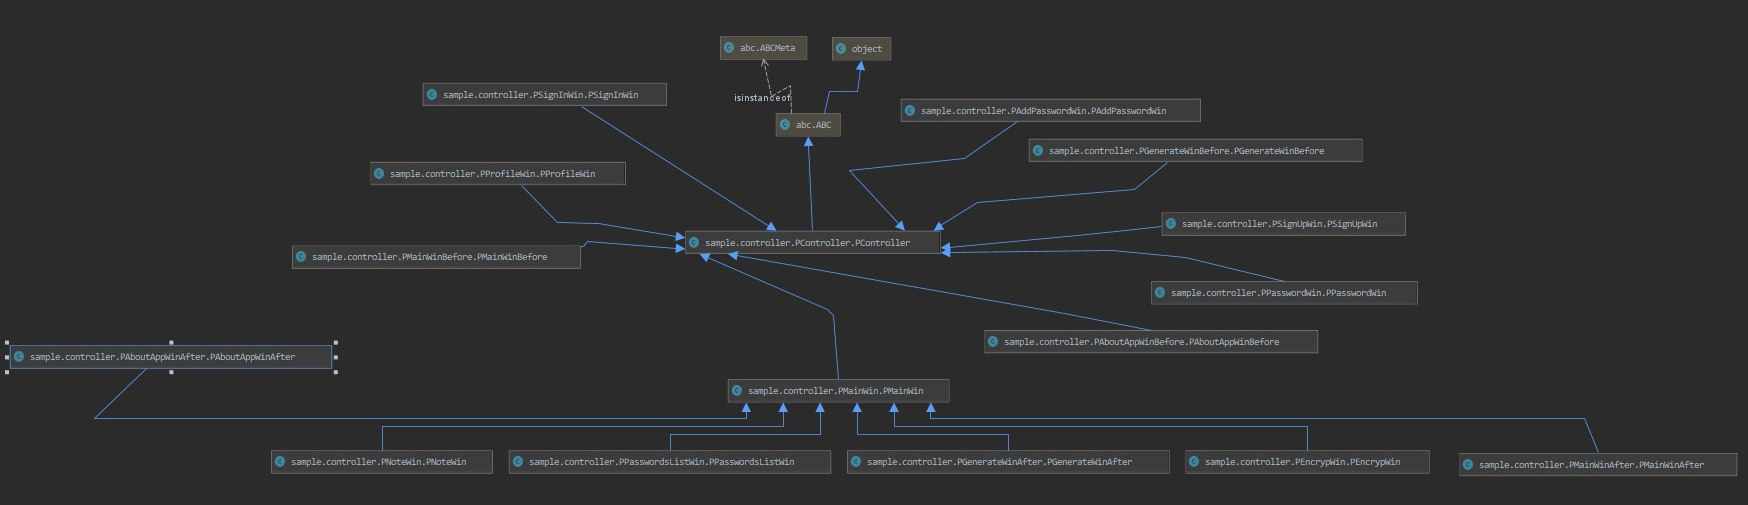 abc.ABCMeta
object
sample.controller.PSignInWin.PSignInWin
isinstanceof
sample.controller.PAddPasswordWin.PAddPasswordWin
abc.ABC
sample.controller.PGenerateWinBefore.PGenerateWinBefore
sample.controller.PProfileWin.PProfileWin
sample.controller.PSignUpWin.PSignUpWin
sample.controller.PController.PController
sample.controller.PMainWinBefore.PMainWinBefore
sample.controller.PPasswordWin.PPasswordWin
sample.controller.PAboutAppWinBefore.PAboutAppWinBefore
sample.controller.PAboutAppWinAfter.PAboutAppWinAfter
sample.controller.PMainWin.PMainWin
sample.controller.PNoteWin.PNoteWin
sample.controller.PPasswordsListWin.PPasswordsListWin
sample.controller.PGenerateWinAfter.PGenerateWinAfter
sample.controller.PEncrypWin.PEncrypWin
sample.controller.PMainWinAfter.PMainWinAfter